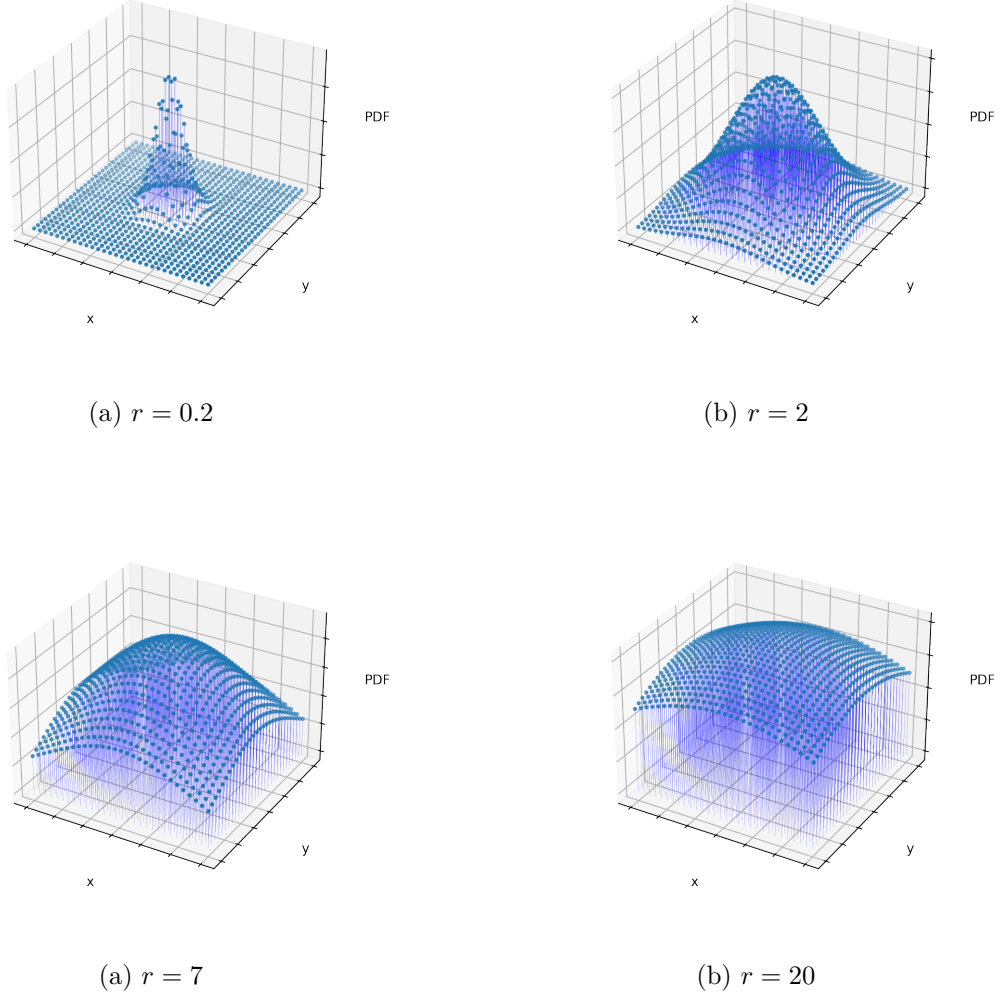 PDF
PDF
y
y
x
x
(a) r = 0.2
(b) r = 2
PDF
PDF
y
y
x
x
(a) r = 7
(b) r = 20